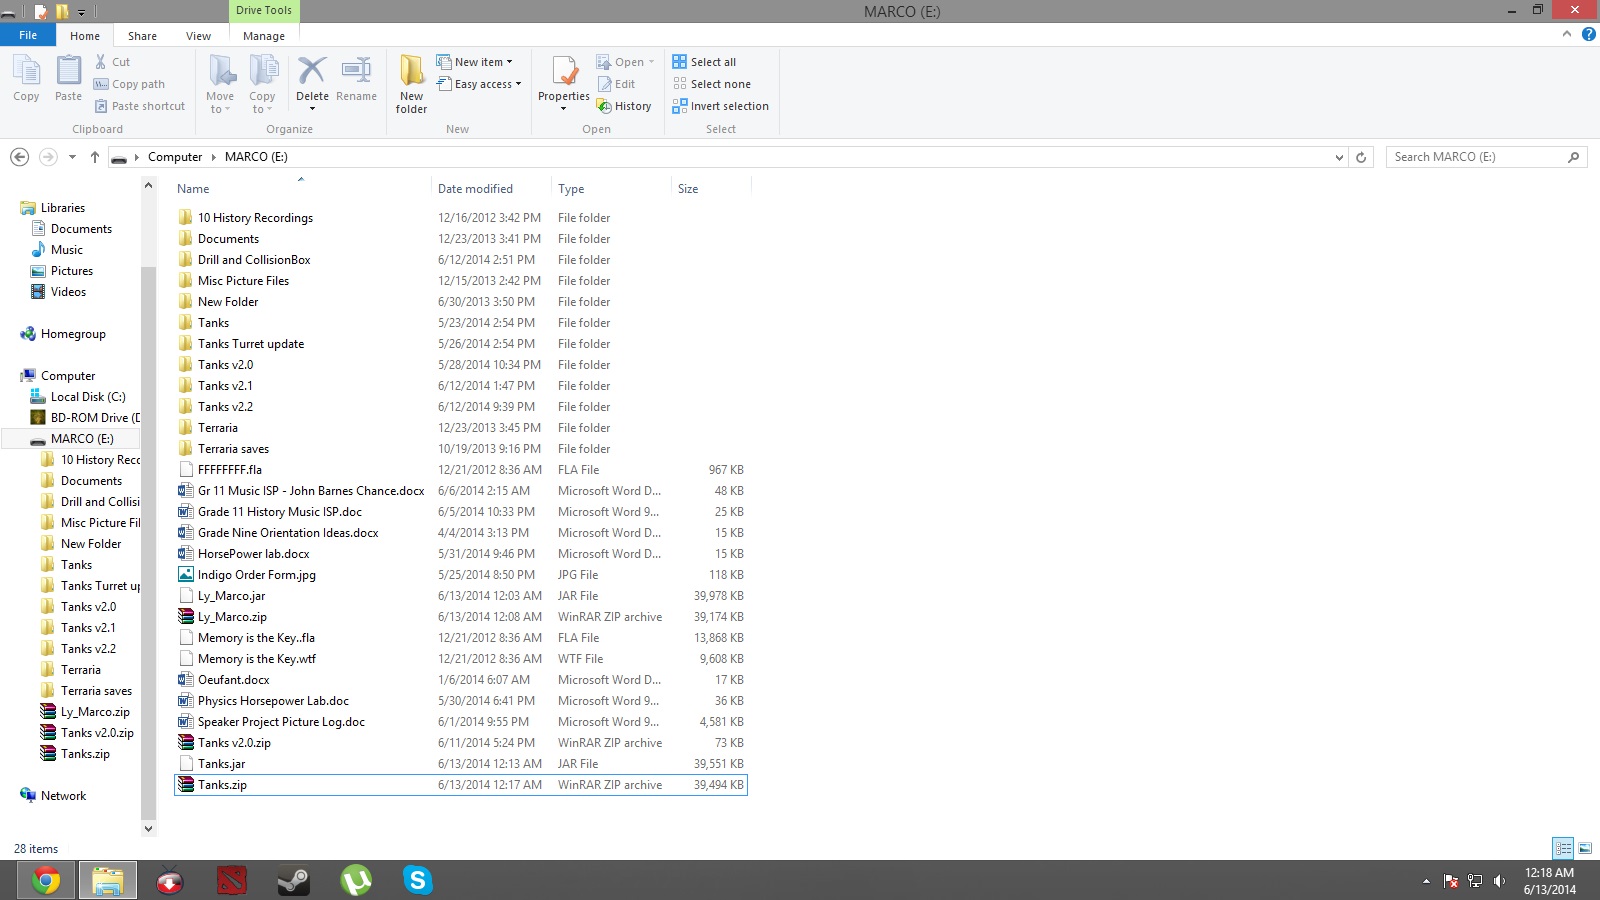 Drive Tools
MARCO (E:)
File Home Share View Manage
Copy
Paste
Cut
Copy path
Paste shortcut
Clipboard
Move to
Copy to
Delete
Rename
Organize
New folder
New item
Easy access
New
Properties
Open
Edit
History
Open
Select all
Select none
Invert selection
Select
Computer MARCO (E:)
Search MARCO (E:)
Libraries
Documents
Music
Pictures
Videos
Homegroup
Computer
Local Disk (C:)
BD-ROM Drive (D
MARCO (E:)
10 History Reco
Documents
Drill and Collisi
Misc Picture Fil
New Folder
Tanks
Tanks Turret up
Tanks v2.0
Tanks v2.1
Tanks v2.2
Terraria
Terraria saves
Ly_Marco.zip
Tanks v2.0.zip
Tanks.zip
Network
Name Date modified Type Size
10 History Recordings 12/16/2012 3:42 PM File folder
Documents 12/23/2013 3:41 PM File folder
Drill and CollisionBox 6/12/2014 2:51 PM File folder
Misc Picture Files 12/15/2013 2:42 PM File folder
New Folder 6/30/2013 3:50 PM File folder
Tanks 5/23/2014 2:54 PM File folder
Tanks Turret update 5/26/2014 2:54 PM File folder
Tanks v2.0 5/28/2014 10:34 PM File folder
Tanks v2.1 6/12/2014 1:47 PM File folder
Tanks v2.2 6/12/2014 9:39 PM File folder
Terraria 12/23/2013 3:45 PM File folder
Terraria saves 10/19/2013 9:16 PM File folder
FFFFFFFF.fla 12/21/2012 8:36 AM FLA File 967 KB
Gr 11 Music ISP - John Barnes Chance.docx 6/6/2014 2:15 AM Microsoft Word D... 48 KB
Grade 11 History Music ISP.doc 6/5/2014 10:33 PM Microsoft Word 9... 25 KB
Grade Nine Orientation Ideas.docx 4/4/2014 3:13 PM Microsoft Word D... 15 KB
HorsePower lab.docx 5/31/2014 9:46 PM Microsoft Word D... 15 KB
Indigo Order Form.jpg 5/25/2014 8:50 PM JPG File 118 KB
Ly_Marco.jar 6/13/2014 12:03 AM JAR File 39,978 KB
Ly_Marco.zip 6/13/2014 12:08 AM WinRAR ZIP archive 39,174 KB
Memory is the Key..fla 12/21/2012 8:36 AM FLA File 13,868 KB
Memory is the Key.wtf 12/21/2012 8:36 AM WTF File 9,608 KB
Oeufant.docx 1/6/2014 6:07 AM Microsoft Word D... 17 KB
Physics Horsepower Lab.doc 5/30/2014 6:41 PM Microsoft Word 9... 36 KB
Speaker Project Picture Log.doc 6/1/2014 9:55 PM Microsoft Word 9... 4,581 KB
Tanks v2.0.zip 6/11/2014 5:24 PM WinRAR ZIP archive 73 KB
Tanks.jar 6/13/2014 12:13 AM JAR File 39,551 KB
Tanks.zip 6/13/2014 12:17 AM WinRAR ZIP archive 39,494 KB
28 items
12:18 AM
6/13/2014